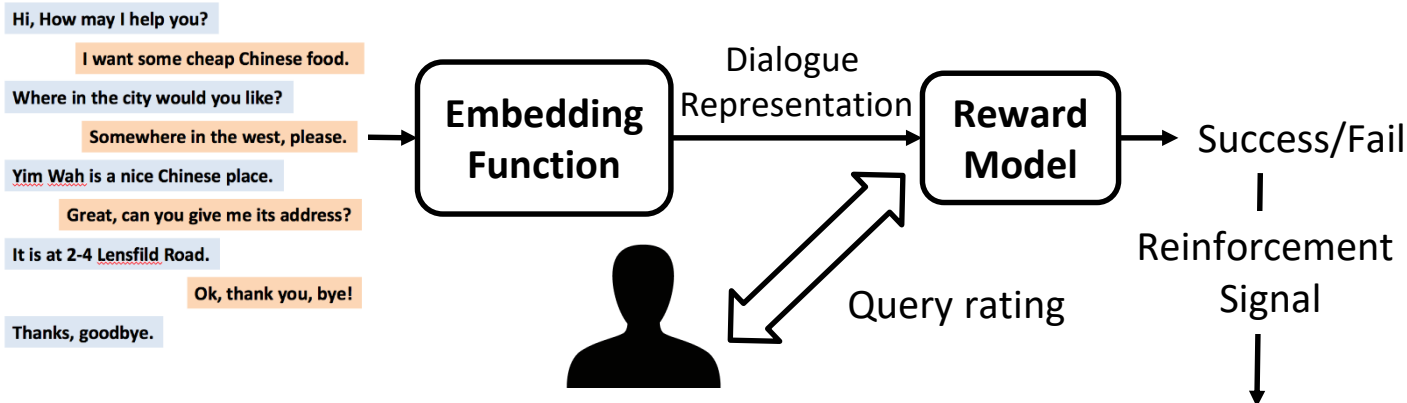 Hi, How may I help you?
I want some cheap Chinese food.
Where in the city would you like?
Somewhere in the west, please.
Yim Wah is a nice Chinese place.
Great, can you give me its address?
It is at 2-4 Lensfild Road.
Ok, thank you, bye!
Thanks, goodbye.
Embedding
Function
Dialogue
Representation
Reward
Model
Success/Fail
Query rating
Reinforcement
Signal